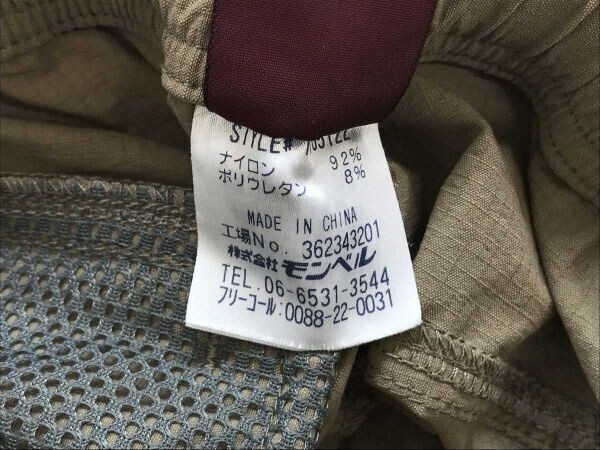 STYLE#
ナイロン 92%
ポリウレタン 8%
MADE IN CHINA
工場No. 362343201
株式会社 モンベル
TEL. 06-6531-3544
フリーコール:0088-22-0031